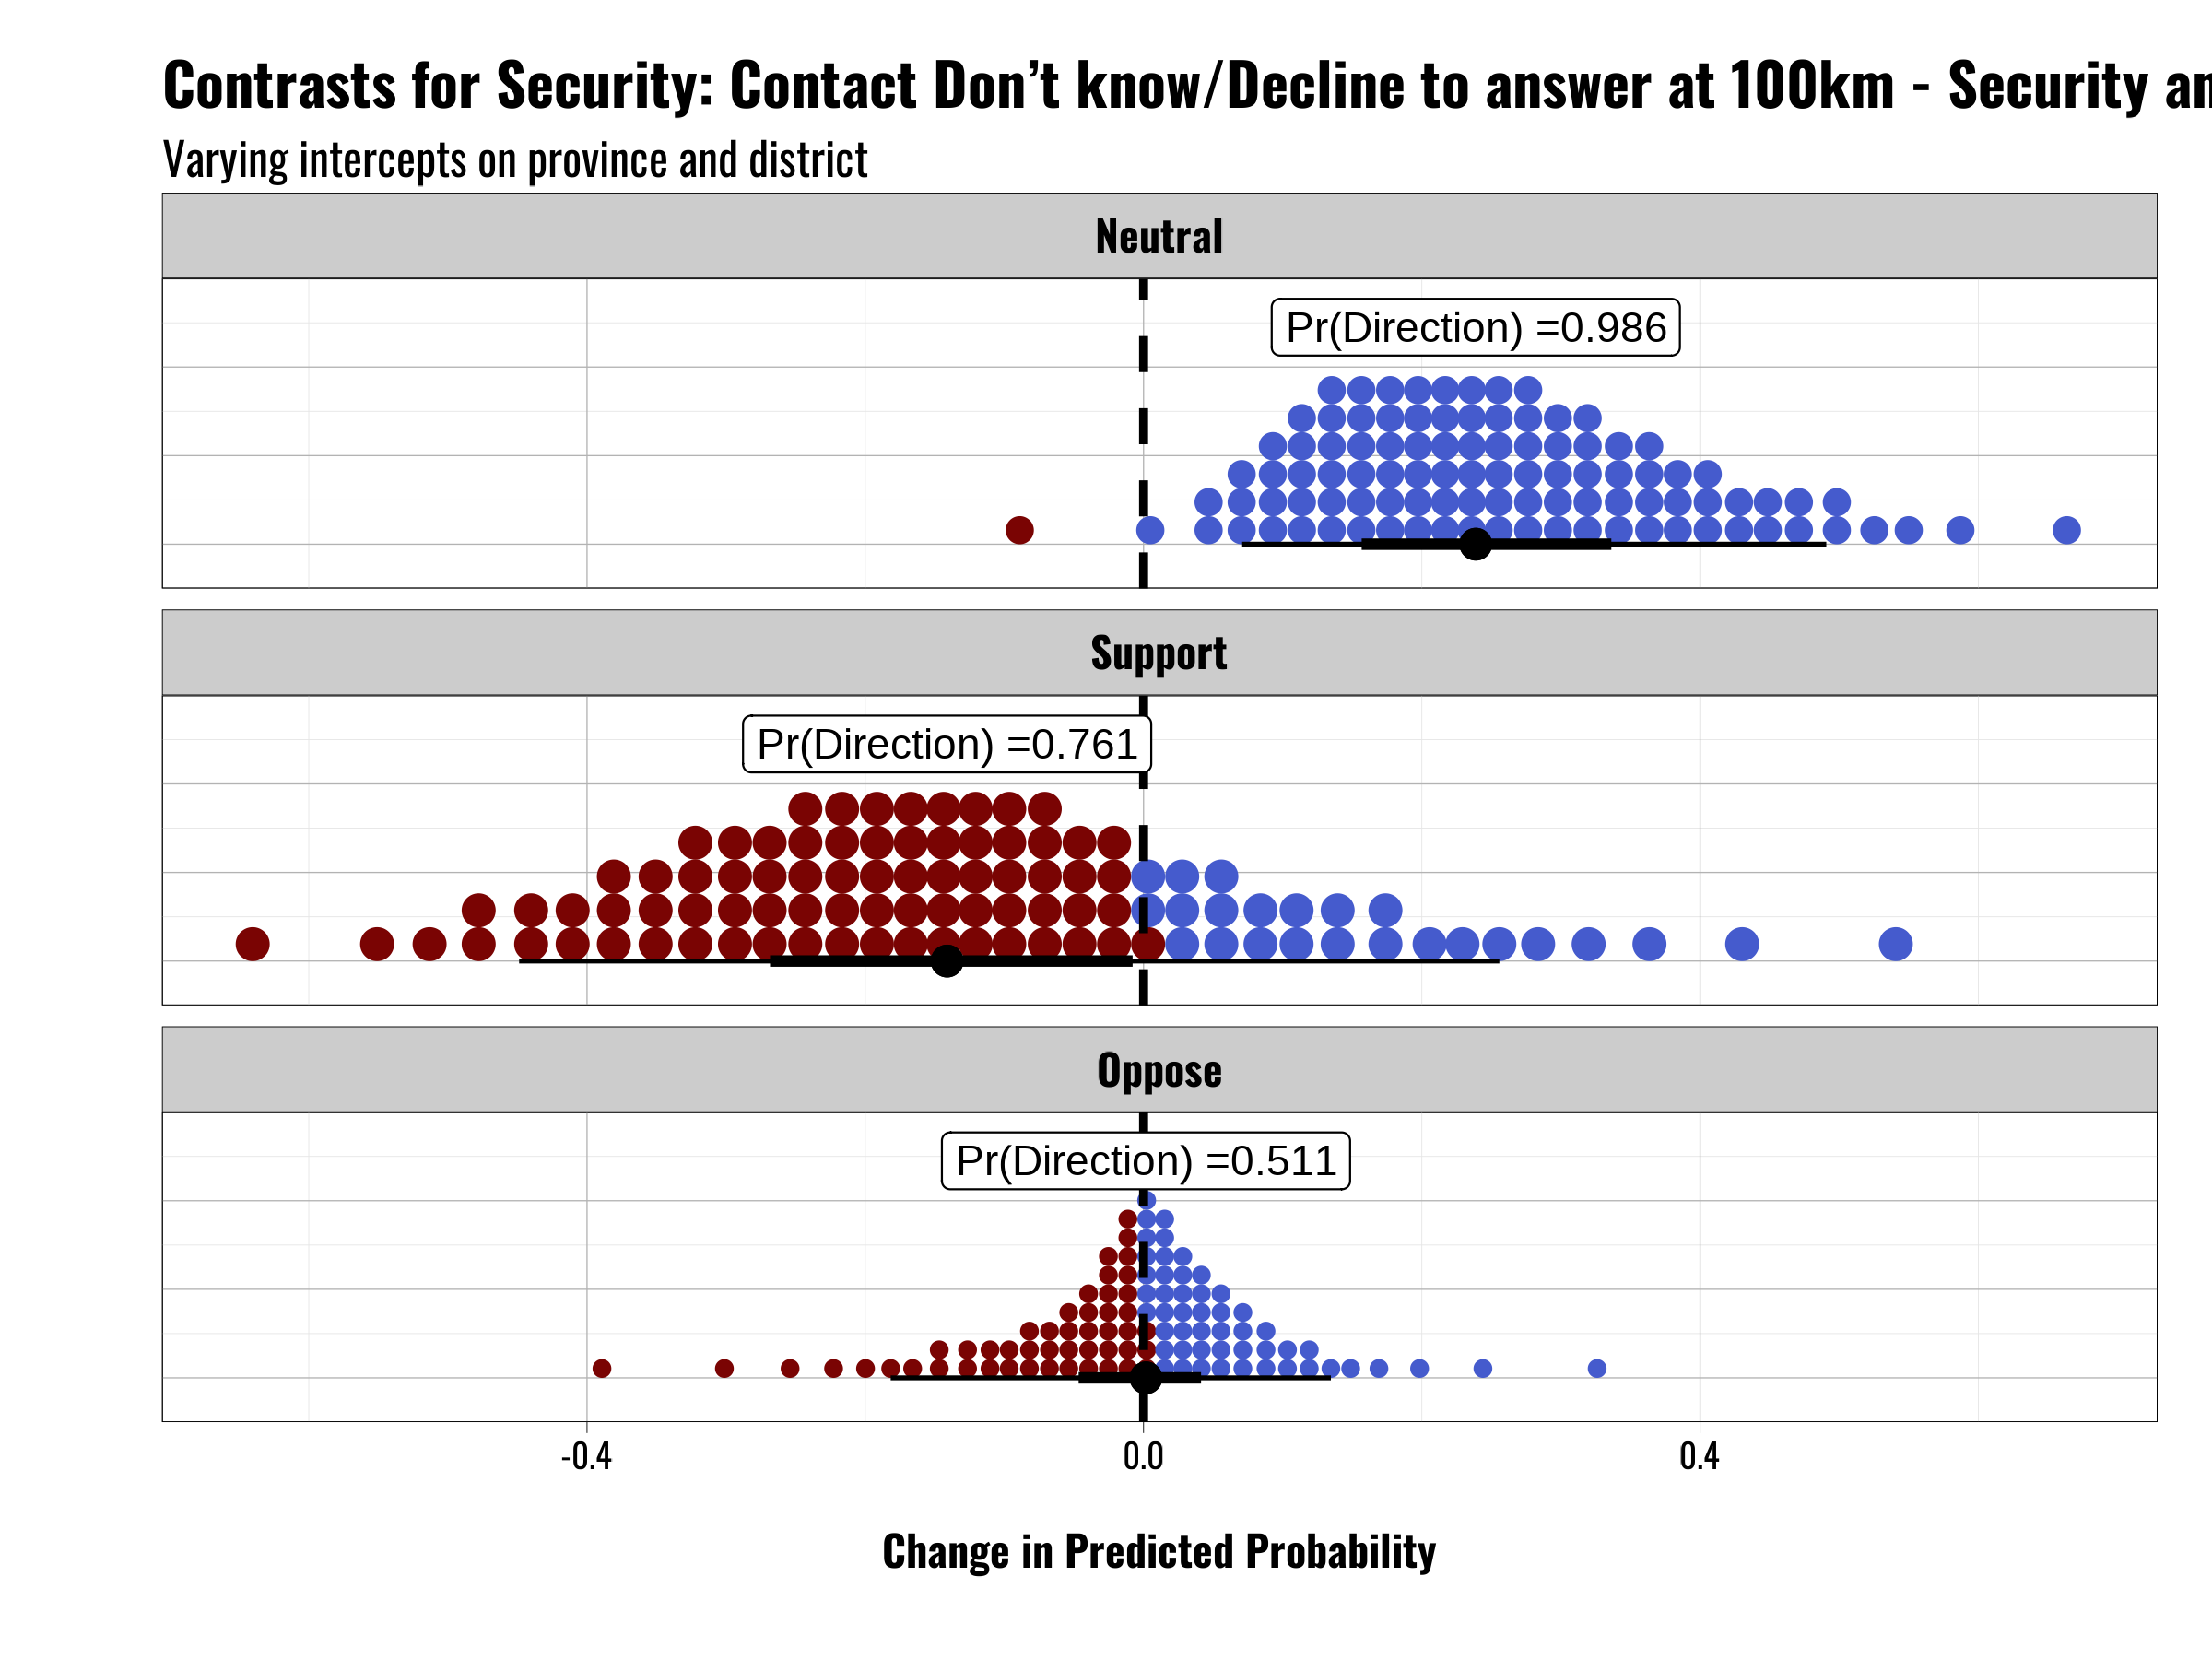 Contrasts for Security: Contact Don’t know/Decline to answer at 100km - Security
Varying intercepts on province and district
Neutral
Pr(Direction) =0.986
Support
Pr(Direction) =0.761
Oppose
Pr(Direction) =0.511
-0.4 0.0 0.4
Change in Predicted Probability